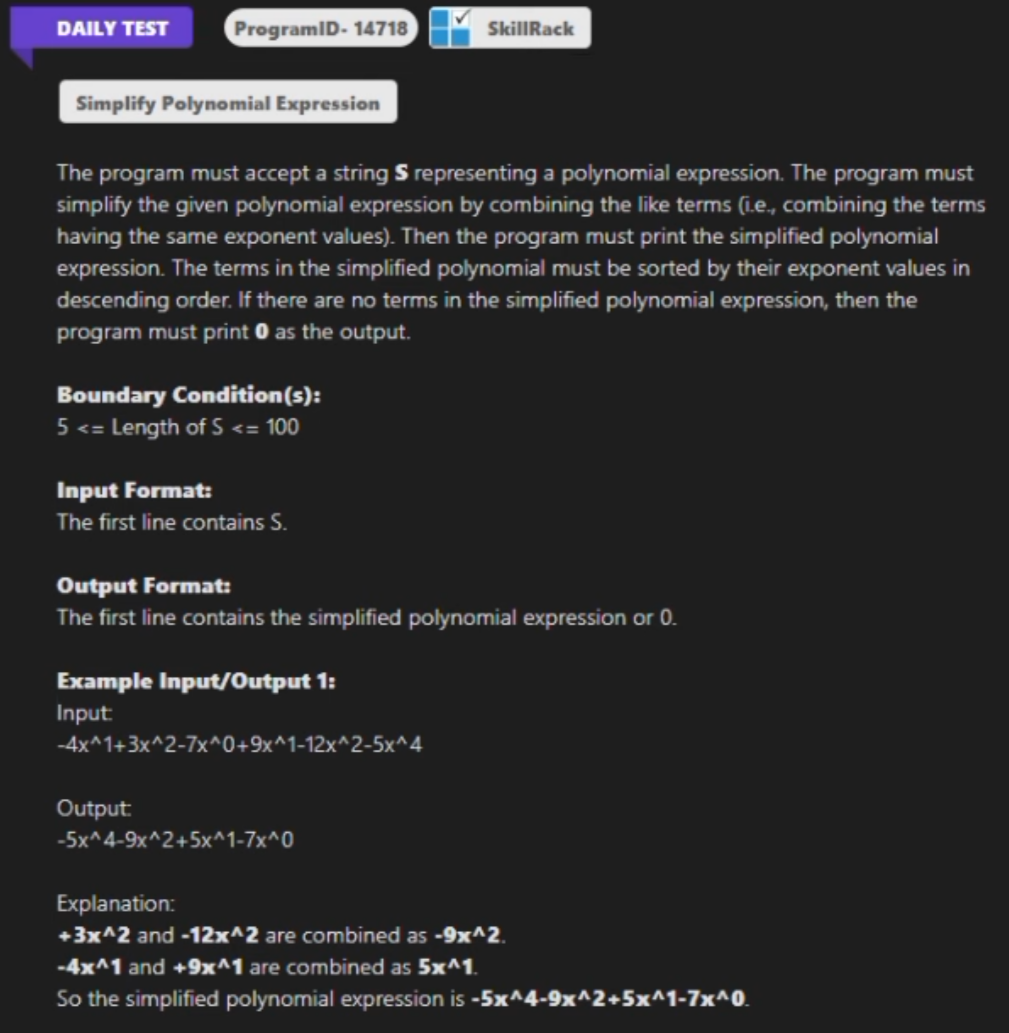 DAILY TEST
ProgramID- 14718
SkillRack
Simplify Polynomial Expression
The program must accept a string S representing a polynomial expression. The program must
simplify the given polynomial expression by combining the like terms (i.e., combining the terms
having the same exponent values). Then the program must print the simplified polynomial
expression. The terms in the simplified polynomial must be sorted by their exponent values in
descending order. If there are no terms in the simplified polynomial expression, then the
program must print 0 as the output.
Boundary Condition(s):
5 <= Length of S <= 100
Input Format:
The first line contains S.
Output Format:
The first line contains the simplified polynomial expression or 0.
Example Input/Output 1:
Input:
-4x^1+3x^2-7x^0+9x^1-12x^2-5x^4
Output:
-5x^4-9x^2+5x^1-7x^0
Explanation:
+3x^2 and -12x^2 are combined as -9x^2.
-4x^1 and +9x^1 are combined as 5x^1.
So the simplified polynomial expression is -5x^4-9x^2+5x^1-7x^0.